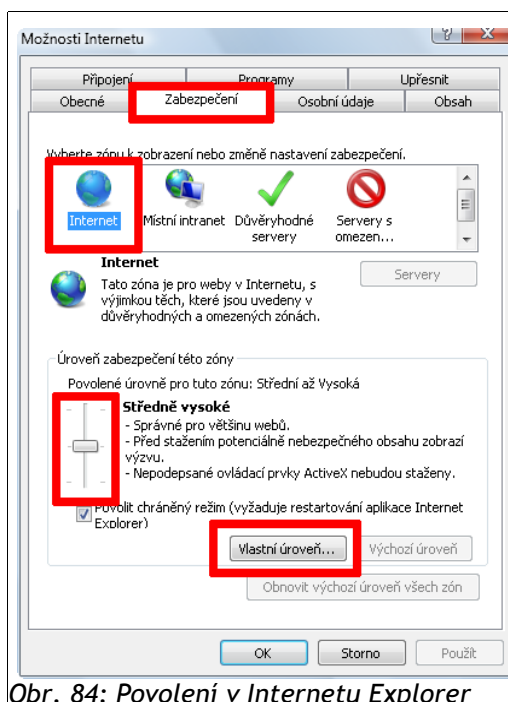 Možnosti Internetu
Připojení Programy Upřesnit
Obecné Zabezpečení Osobní údaje Obsah
Vyberte zónu k zobrazení nebo změně nastavení zabezpečení.
Internet Místní intranet Důvěryhodné servery Servery s omezen...
Internet
Servery
Tato zóna je pro weby v Internetu, s
výjimkou těch, které jsou uvedeny v
důvěryhodných a omezených zónách.
Úroveň zabezpečení této zóny
Povolené úrovně pro tuto zónu: Střední až Vysoká
Středně vysoké
- Správné pro většinu webů.
- Před stažením potenciálně nebezpečného obsahu zobrazí
výzvu.
- Nepodepsané ovládací prvky ActiveX nebudou staženy.
Povolit chráněný režim (vyžaduje restartování aplikace Internet
Explorer)
Vlastní úroveň... Výchozí úroveň
Obnovit výchozí úroveň všech zón
OK Storno Použít
Obr. 84: Povolení v Internetu Explorer